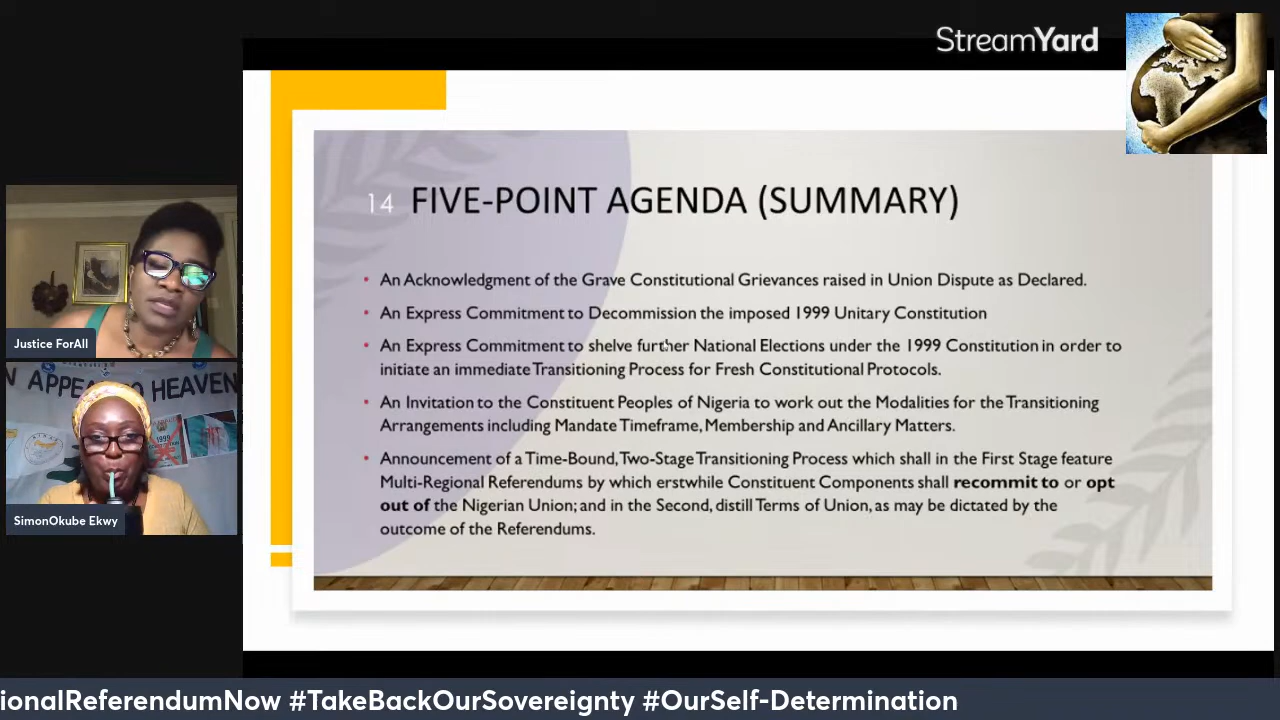 StreamYard
14 FIVE-POINT AGENDA (SUMMARY)
• An Acknowledgment of the Grave Constitutional Grievances raised in Union Dispute as Declared.
• An Express Commitment to Decommission the imposed 1999 Unitary Constitution
• An Express Commitment to shelve further National Elections under the 1999 Constitution in order to
initiate an immediate Transitioning Process for Fresh Constitutional Protocols.
• An Invitation to the Constituent Peoples of Nigeria to work out the Modalities for the Transitioning
Arrangements including Mandate Timeframe, Membership and Ancillary Matters.
• Announcement of a Time-Bound, Two-Stage Transitioning Process which shall in the First Stage feature
Multi-Regional Referendums by which erstwhile Constituent Components shall recommit to or opt
out of the Nigerian Union; and in the Second, distill Terms of Union, as may be dictated by the
outcome of the Referendums.
Justice ForAll
N APPEA TO HEAVEN
1999
SimonOkube Ekwy
ionalReferendumNow #TakeBackOurSovereignty #OurSelf-Determination